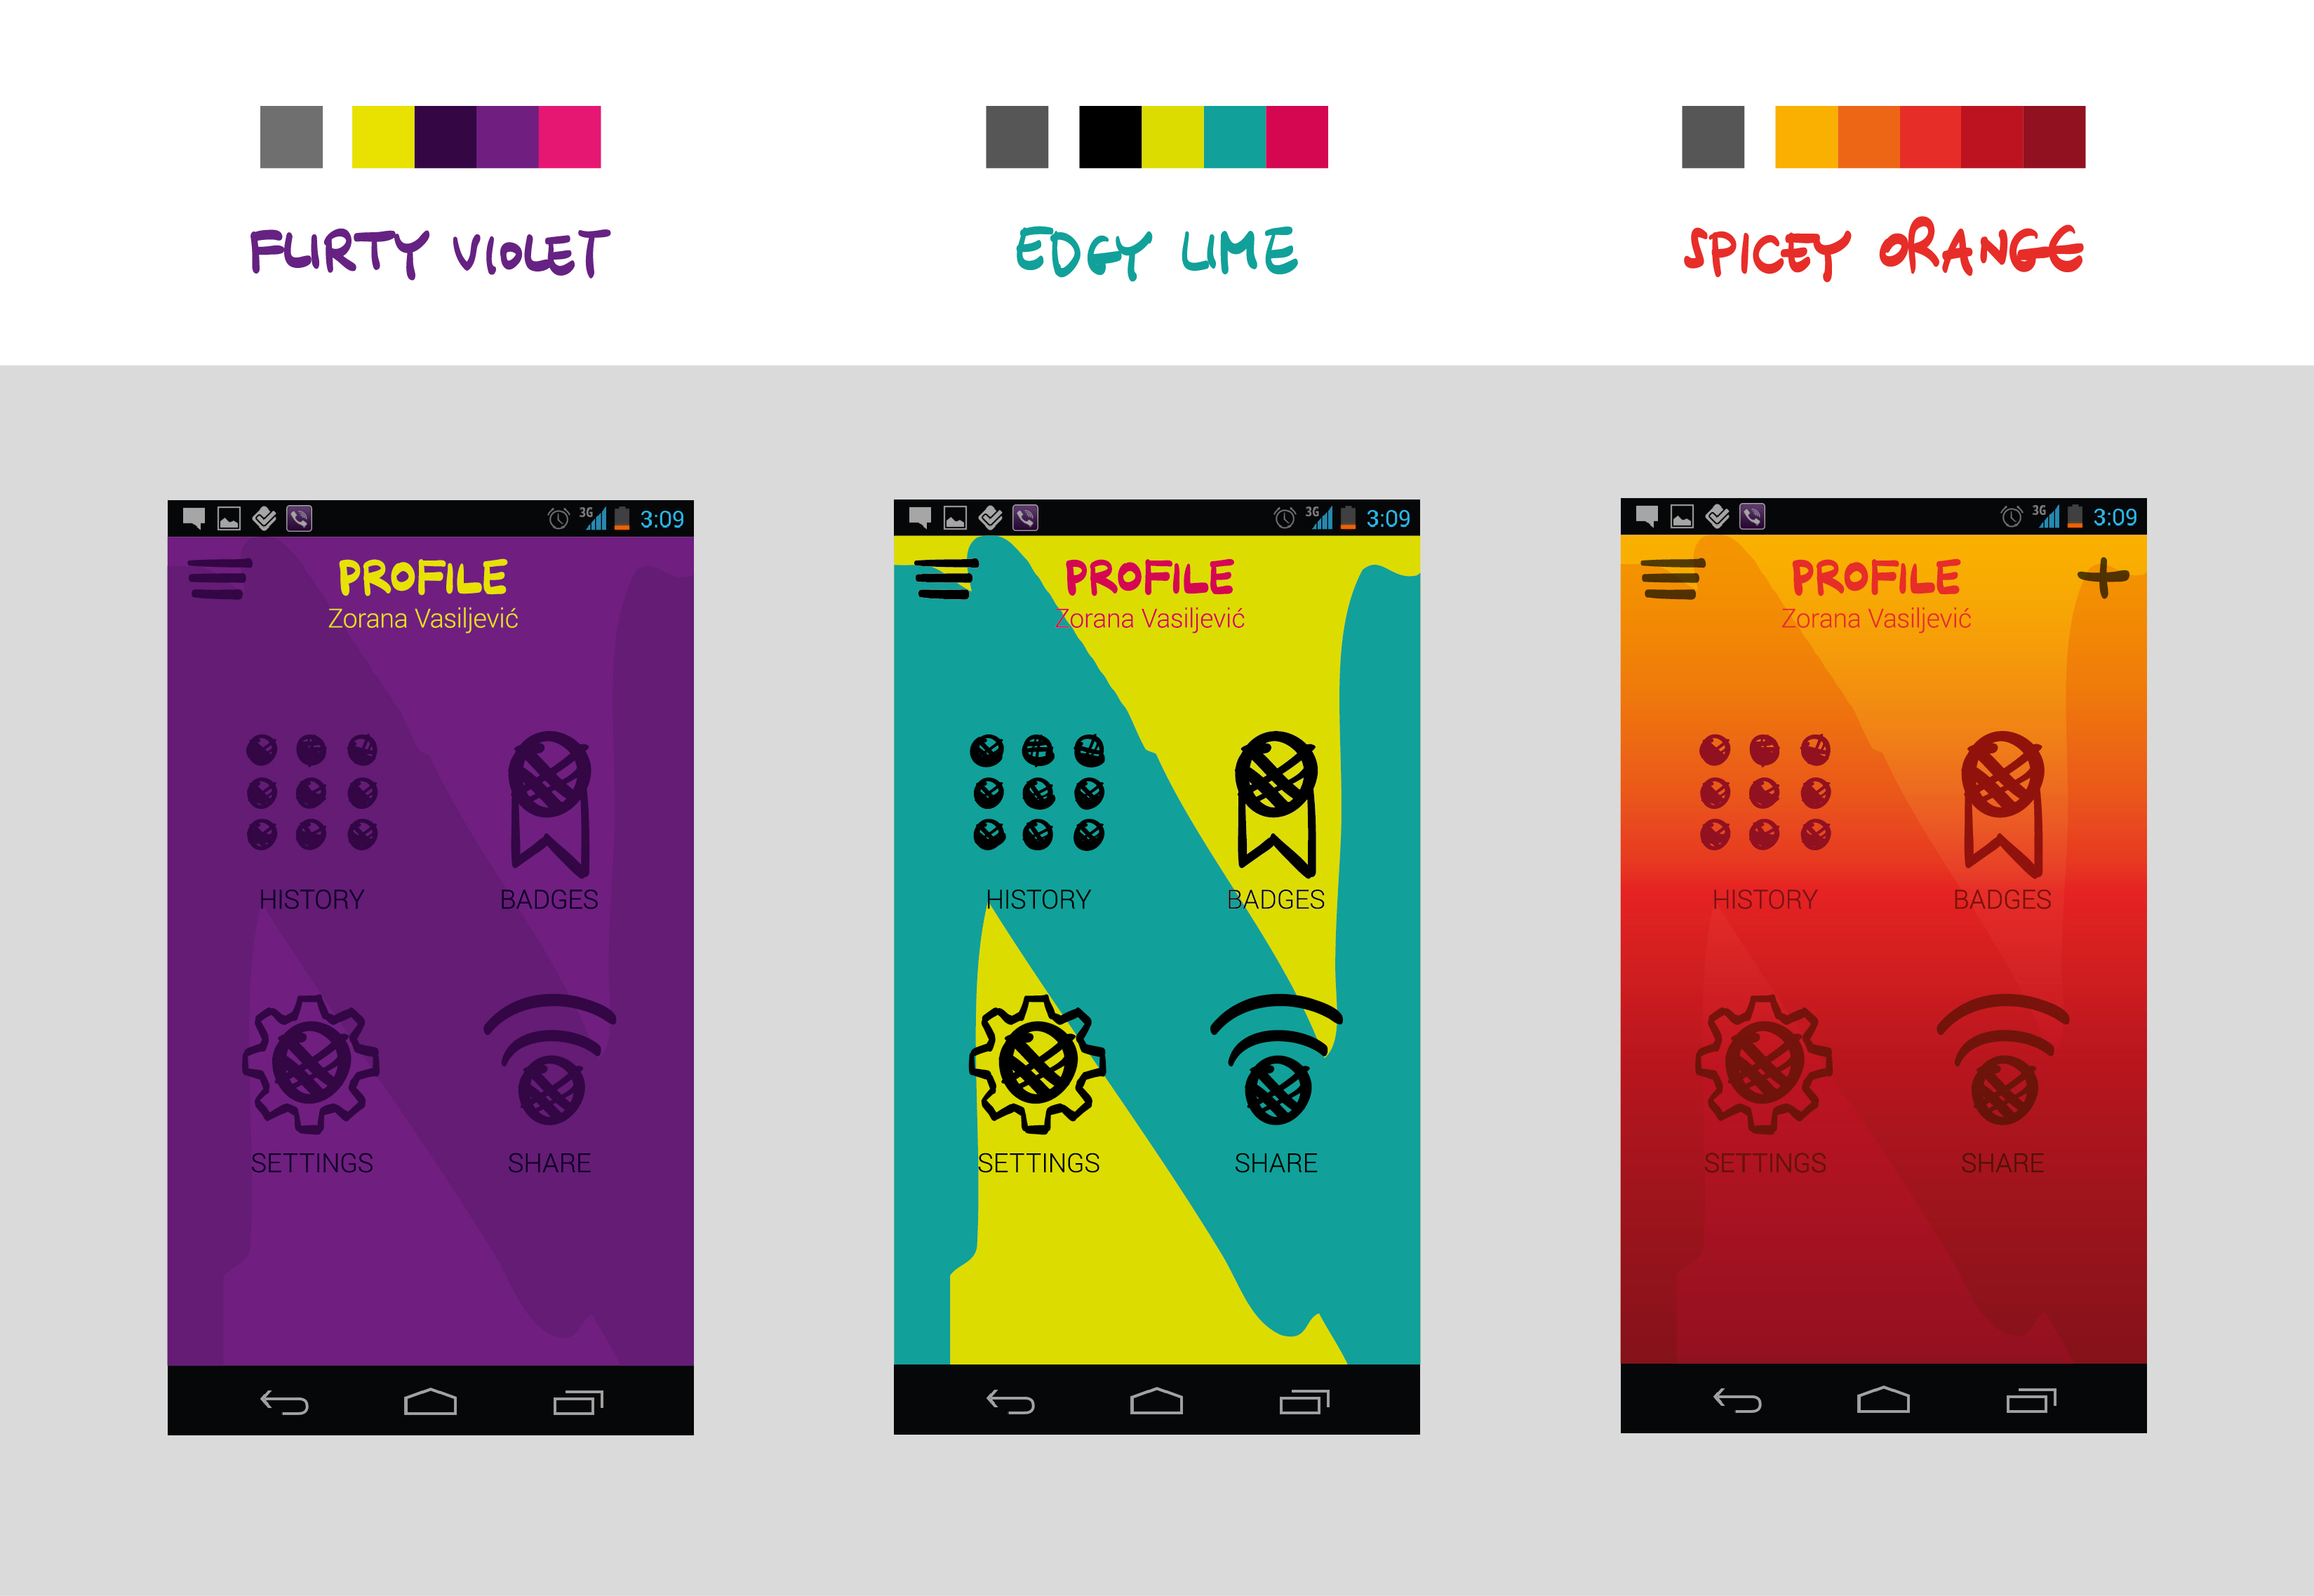 FLIRTY VIOLET
EDGY LIME
SPICEY ORANGE
3G 3:09
PROFILE
Zorana Vasiljević
HISTORY
BADGES
SETTINGS
SHARE
3G 3:09
PROFILE
Zorana Vasiljević
HISTORY
BADGES
SETTINGS
SHARE
3G 3:09
PROFILE
Zorana Vasiljević
HISTORY
BADGES
SETTINGS
SHARE